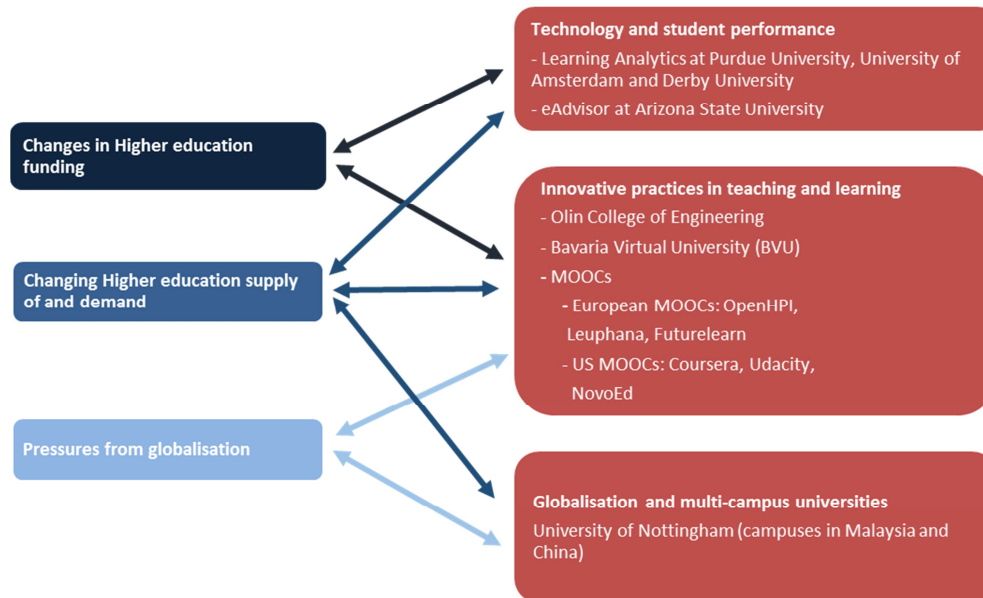 Changes in Higher education
funding
Changing Higher education supply
of and demand
Pressures from globalisation
Technology and student performance
- Learning Analytics at Purdue University, University of
Amsterdam and Derby University
- eAdvisor at Arizona State University
Innovative practices in teaching and learning
- Olin College of Engineering
- Bavaria Virtual University (BVU)
- MOOCs
- European MOOCs: OpenHPI,
Leuphana, Futurelearn
- US MOOCs: Coursera, Udacity,
NovoEd
Globalisation and multi-campus universities
University of Nottingham (campuses in Malaysia and
China)